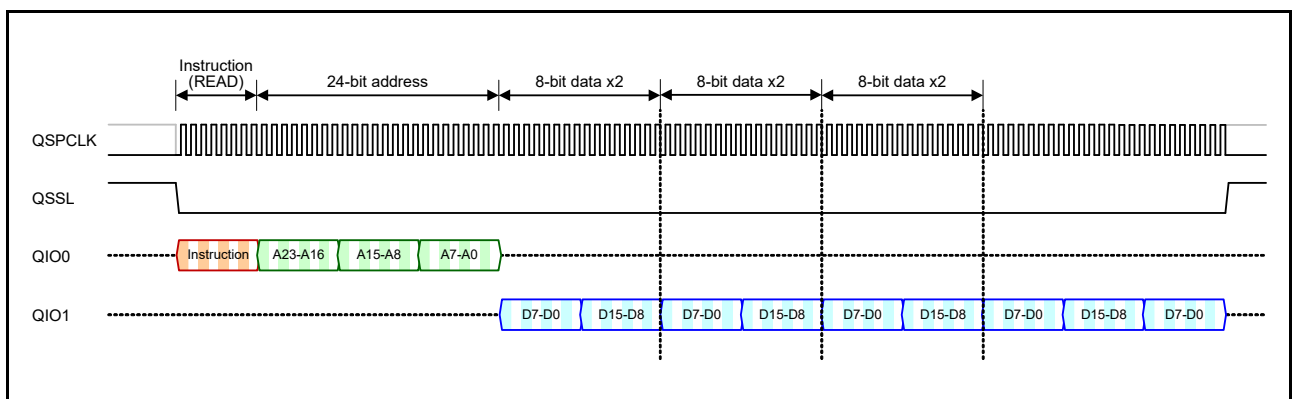 Instruction
(READ) 24-bit address 8-bit data x2 8-bit data x2 8-bit data x2
QSPCLK
QSSL
QIO0 Instruction A23-A16 A15-A8 A7-A0
QIO1 D7-D0 D15-D8 D7-D0 D15-D8 D7-D0 D15-D8 D7-D0 D15-D8 D7-D0